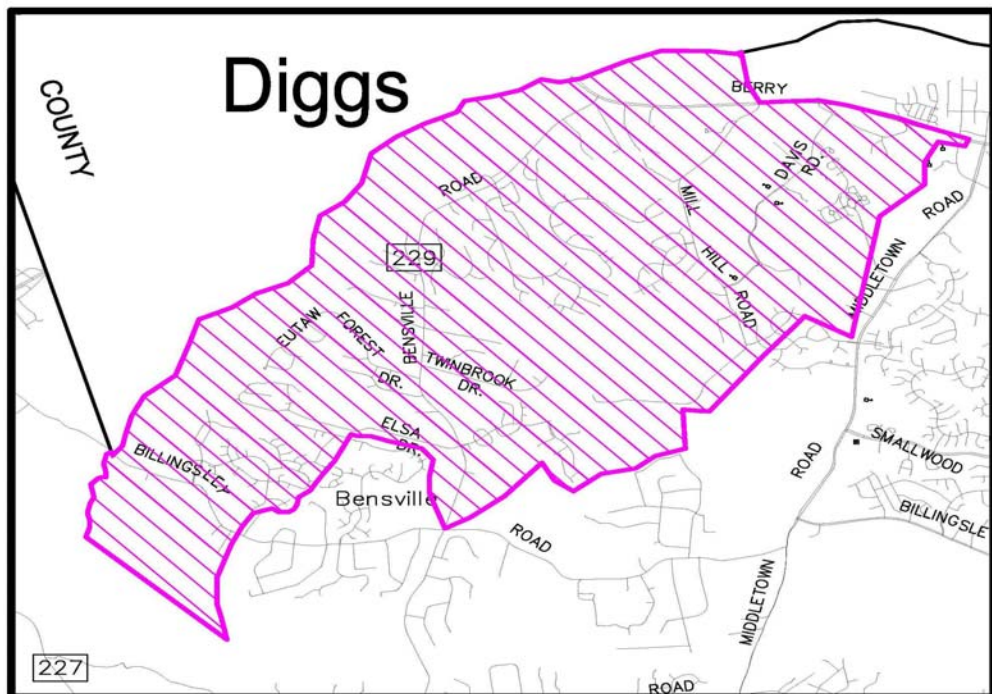 Diggs
COUNTY
BERRY
DAVIS
RD.
ROAD
MILL
ROAD
229
HILL
MIDDLETOWN
ROAD
EUTAW
FOREST
DR.
BENSVILLE
TWINBROOK
DR.
ELSA
DR.
BILLINGSLEY
Bensville
ROAD
ROAD
SMALLWOOD
BILLINGSLE
MIDDLETOWN
227
ROAD